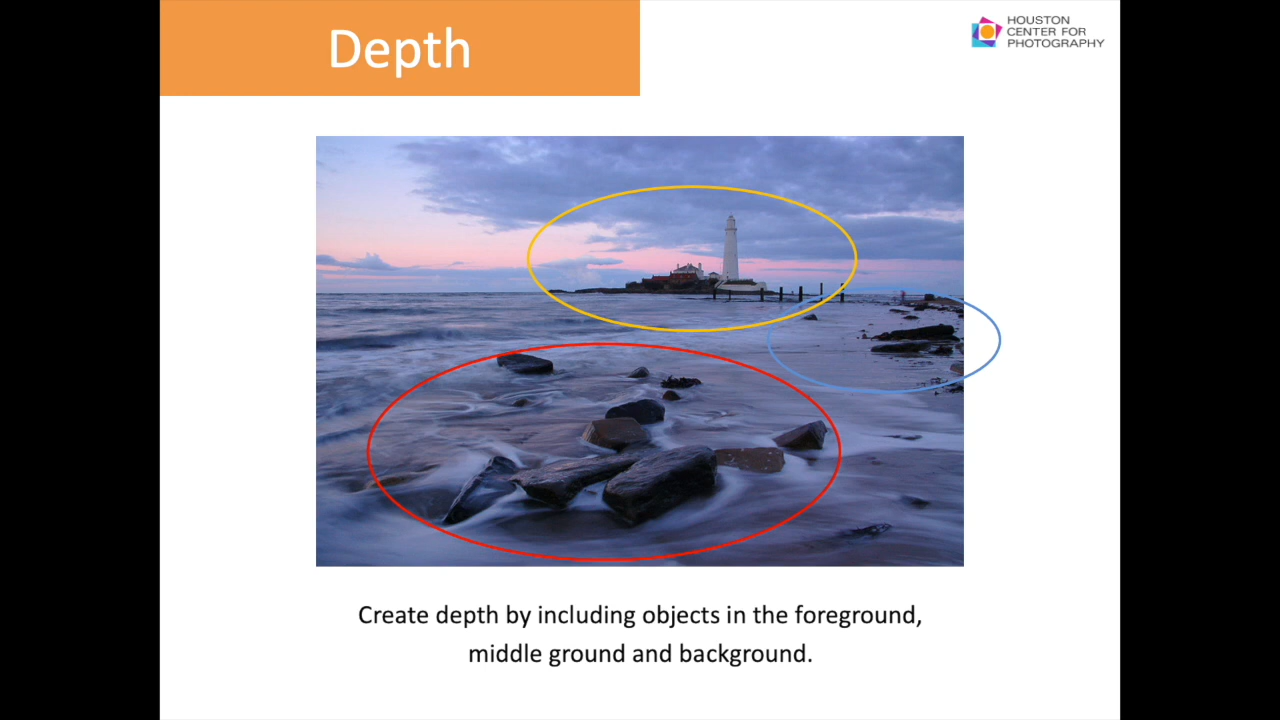 Depth
HOUSTON
CENTER FOR
PHOTOGRAPHY
Create depth by including objects in the foreground,
middle ground and background.